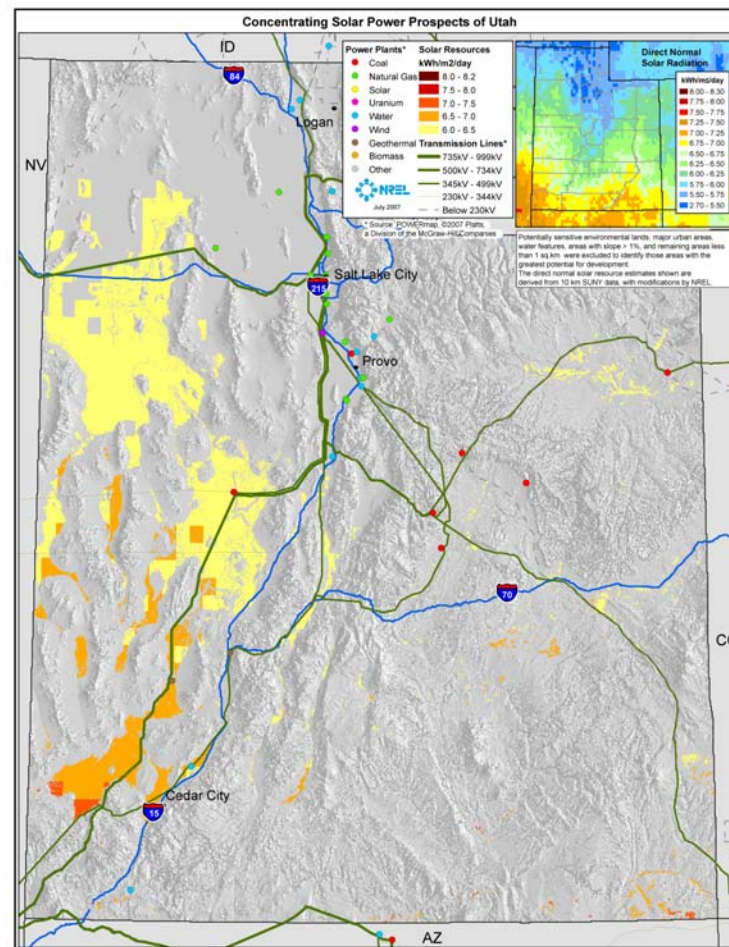 Concentrating Solar Power Prospects of Utah
ID
84
Logan
NV
Power Plants*
Coal
Natural Gas
Solar
Uranium
Water
Wind
Geothermal
Biomass
Other
Solar Resources
kWh/m2/day
8.0 - 8.2
7.5 - 8.0
7.0 - 7.5
6.5 - 7.0
6.0 - 6.5
Transmission Lines*
735kV - 999kV
500kV - 734kV
345kV - 499kV
230kV - 344kV
Below 230kV
NREL
July 2007
* Source: POWERmap, ©2007 Platts,
a Division of the McGraw-Hill Companies
Direct Normal
Solar Radiation
kWh/ms/day
8.00 - 8.30
7.75 - 8.00
7.50 - 7.75
7.25 - 7.50
7.00 - 7.25
6.75 - 7.00
6.50 - 6.75
6.25 - 6.50
6.00 - 6.25
5.75 - 6.00
5.50 - 5.75
2.70 - 5.50
Potentially sensitive environmental lands, major urban areas,
water features, areas with slope > 1%, and remaining areas less
than 1 sq.km were excluded to identify those areas with the
greatest potential for development.
The direct normal solar resource estimates shown are
derived from 10 km SUNY data, with modifications by NREL.
Salt Lake City
215
Provo
70
CO
Cedar City
15
AZ